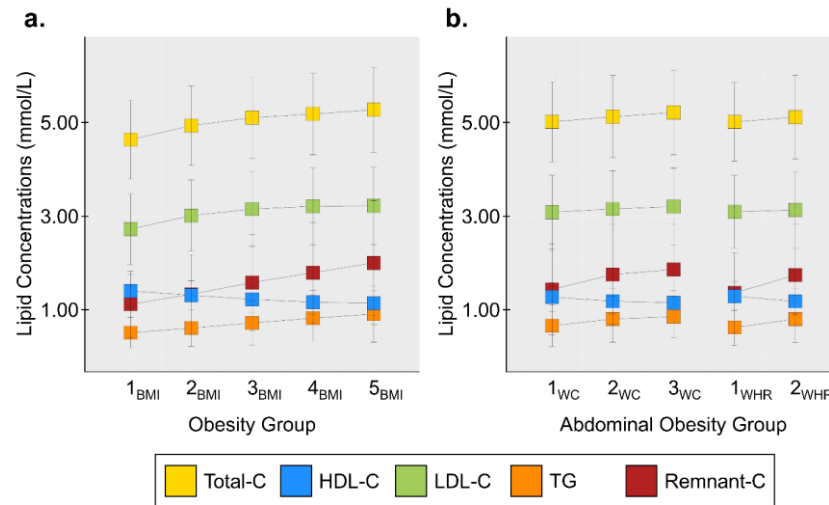 a.
Lipid Concentrations (mmol/L)
5.00
3.00
1.00
1BMI 2BMI 3BMI 4BMI 5BMI
Obesity Group
b.
Lipid Concentrations (mmol/L)
5.00
3.00
1.00
1WC 2WC 3WC 1WHR 2WHR
Abdominal Obesity Group
Total-C HDL-C LDL-C TG Remnant-C